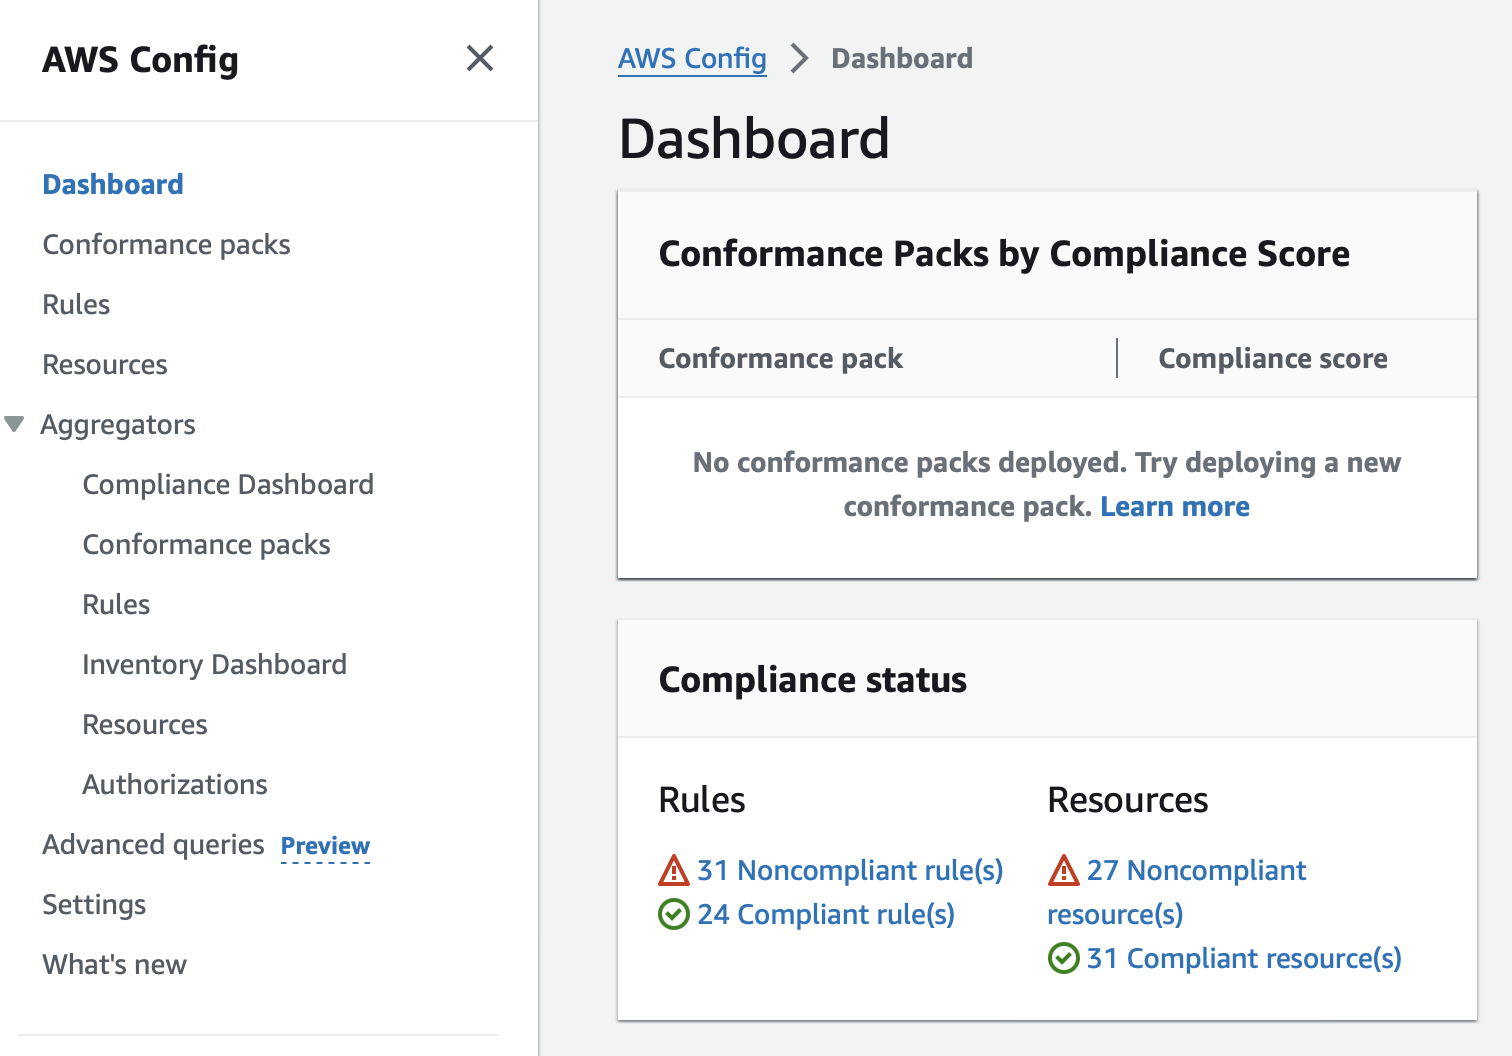 AWS Config
Dashboard
Conformance packs
Rules
Resources
Aggregators
Compliance Dashboard
Conformance packs
Rules
Inventory Dashboard
Resources
Authorizations
Advanced queries Preview
Settings
What's new
AWS Config > Dashboard
Dashboard
Conformance Packs by Compliance Score
Conformance pack
Compliance score
No conformance packs deployed. Try deploying a new
conformance pack. Learn more
Compliance status
Rules
31 Noncompliant rule(s)
24 Compliant rule(s)
Resources
27 Noncompliant
resource(s)
31 Compliant resource(s)